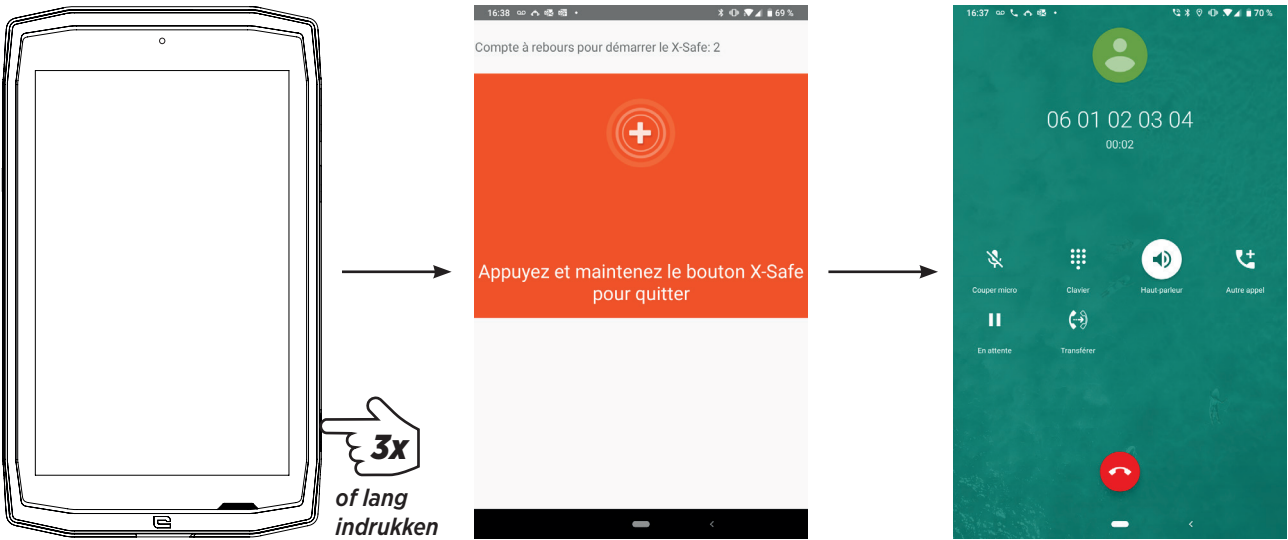 3x
of lang
indrukken
16:38
69 %
Compte à rebours pour démarrer le X-Safe: 2
Appuyez et maintenez le bouton X-Safe
pour quitter
16:37
70 %
06 01 02 03 04
00:02
Couper micro
Clavier
Haut-parleur
Autre appel
En attente
Transférer